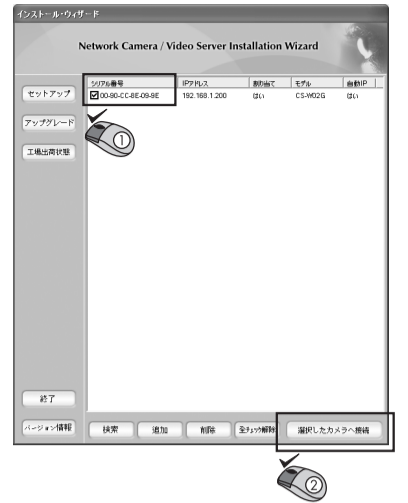 インストール・ウィザード
Network Camera / Video Server Installation Wizard
シリアル番号 IPアドレス 割り当て モデル 自動IP
00-90-CC-8E-09-9E 192.168.1.200 はい CS-W02G はい
セットアップ
アップグレード
工場出荷状態
①
終了
バージョン情報 検索 追加 削除 全チェック解除 選択したカメラへ接続
②